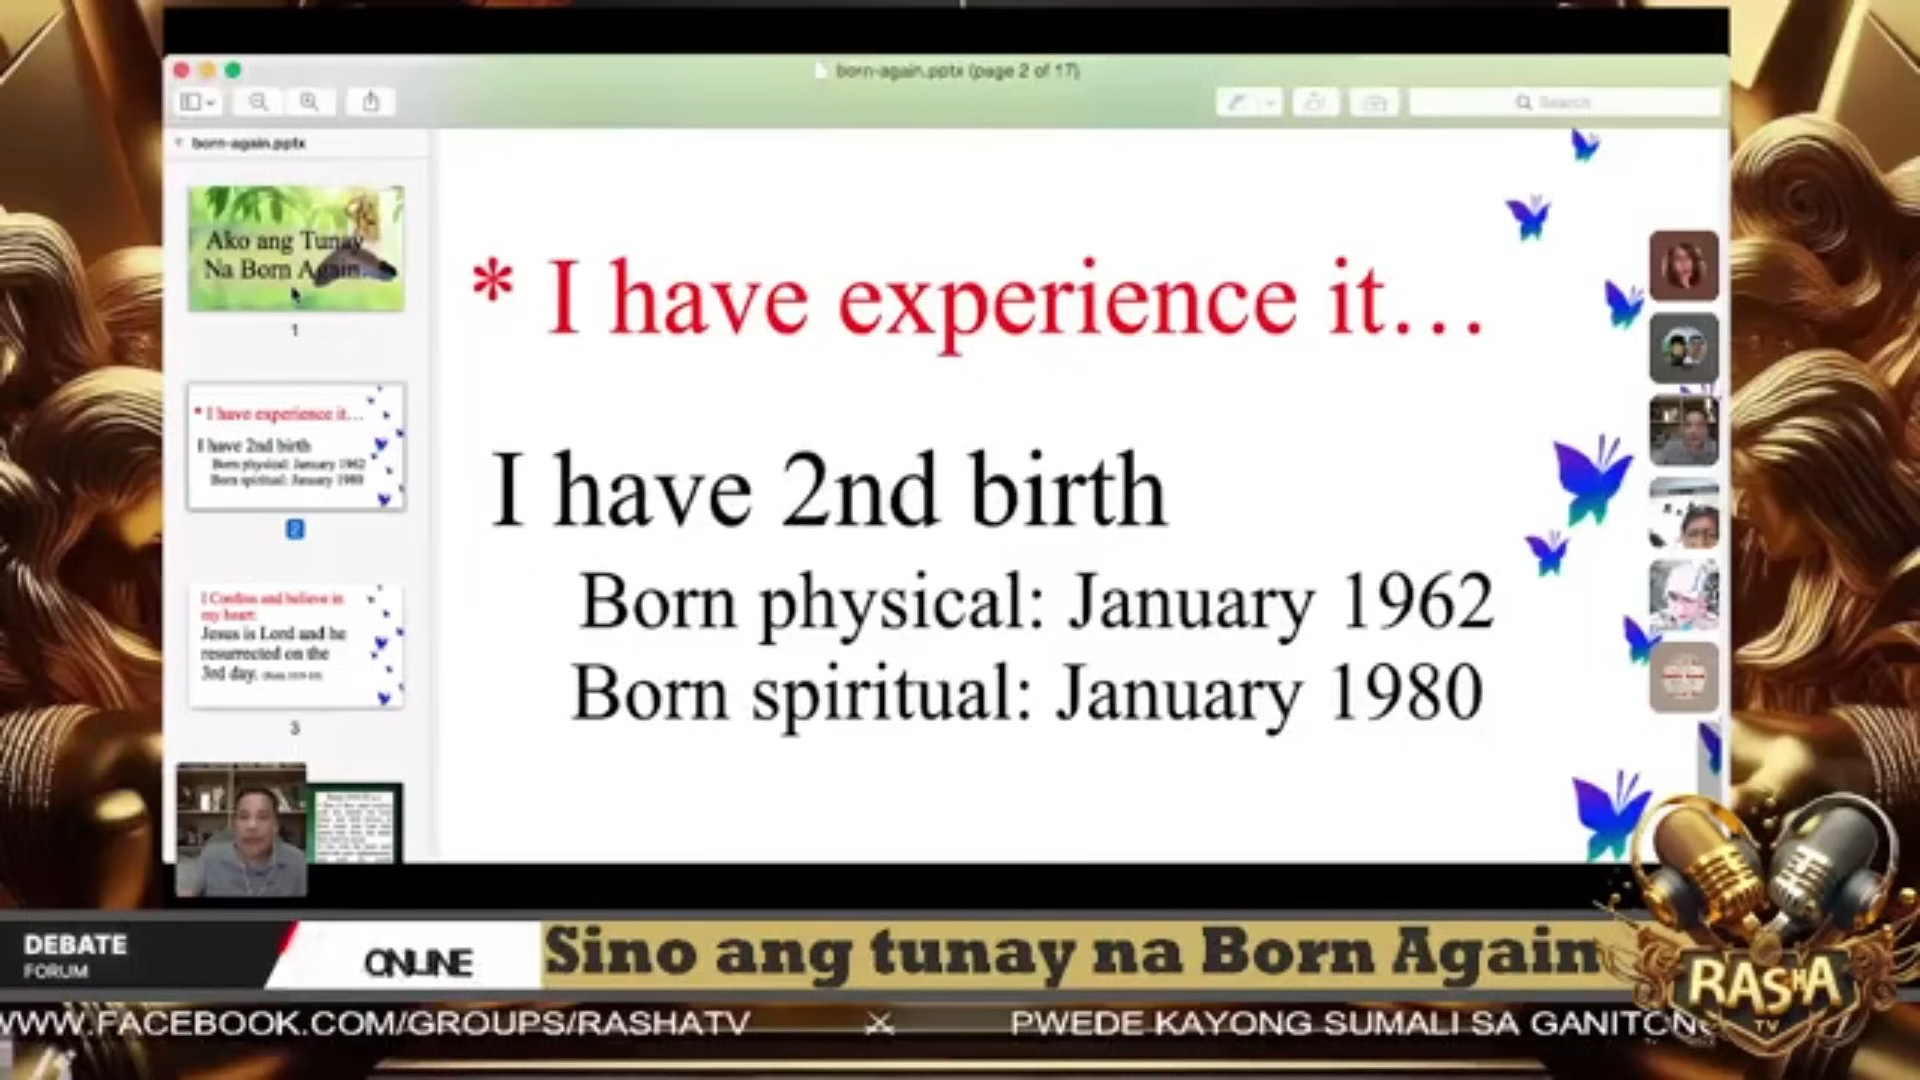 born-again.pptx (page 2 of 17)
Search
born-again.pptx
Ako ang Tunay
Na Born Again
1
* I have experience it...
I have 2nd birth
Born physical: January 1962
Born spiritual: January 1980
2
I Confess and believe in
my heart:
Jesus is Lord and he
resurrected on the
3rd day.
3
* I have experience it...
I have 2nd birth
Born physical: January 1962
Born spiritual: January 1980
DEBATE
FORUM
ONLINE
Sino ang tunay na Born Again
RASHA
TV
WWW.FACEBOOK.COM/GROUPS/RASHATV
PWEDE KAYONG SUMALI SA GANITONG